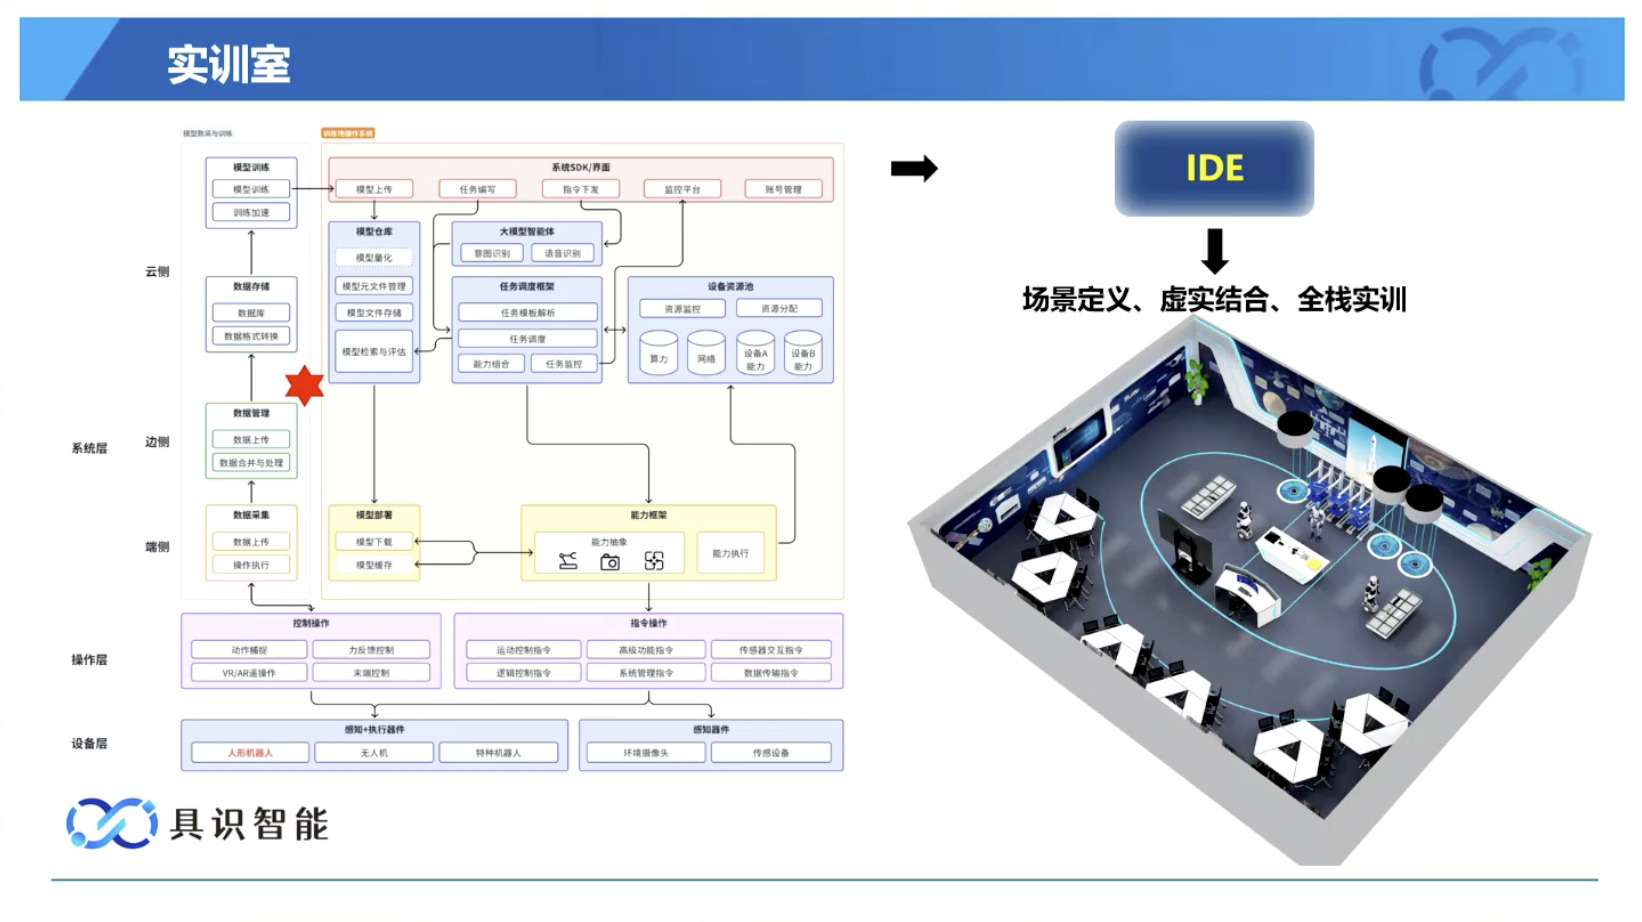 实训室
模型数采与训练
训练场操作系统
云侧
系统层
边侧
端侧
操作层
设备层
模型训练
模型训练
训练加速
数据存储
数据库
数据格式转换
数据管理
数据上传
数据合并与处理
数据采集
数据上传
操作执行
系统SDK/界面
模型上传
任务编写
指令下发
监控平台
账号管理
模型仓库
模型量化
模型元文件管理
模型文件存储
模型检索与评估
大模型智能体
意图识别
语音识别
任务调度框架
任务模板解析
任务调度
能力组合
任务监控
设备资源池
资源监控
资源分配
算力
网络
设备A
能力
设备B
能力
模型部署
模型下载
模型缓存
能力框架
能力抽象
能力执行
控制操作
动作捕捉
力反馈控制
VR/AR遥操作
末端控制
指令操作
运动控制指令
高级功能指令
传感器交互指令
逻辑控制指令
系统管理指令
数据传输指令
感知+执行器件
人形机器人
无人机
特种机器人
感知器件
环境摄像头
传感设备
IDE
场景定义、虚实结合、全栈实训
具识智能